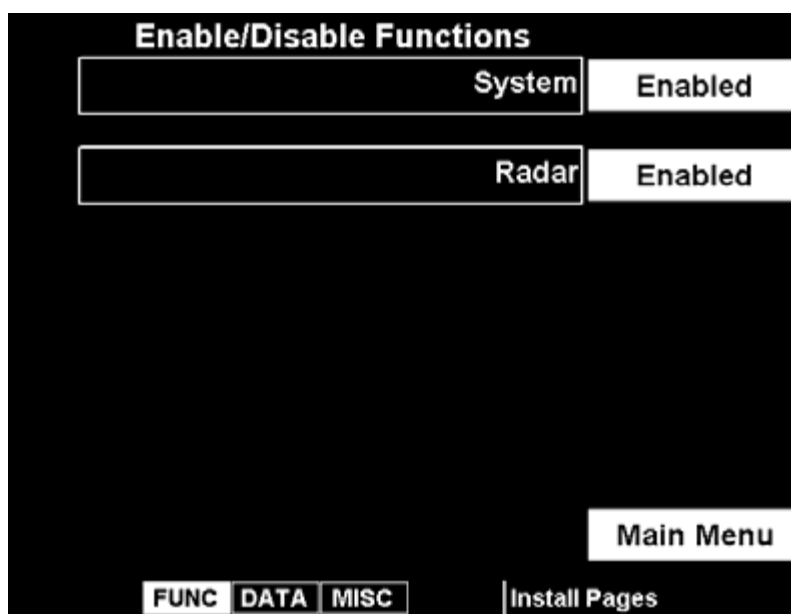 Enable/Disable Functions
System Enabled
Radar Enabled
Main Menu
FUNC DATA MISC Install Pages